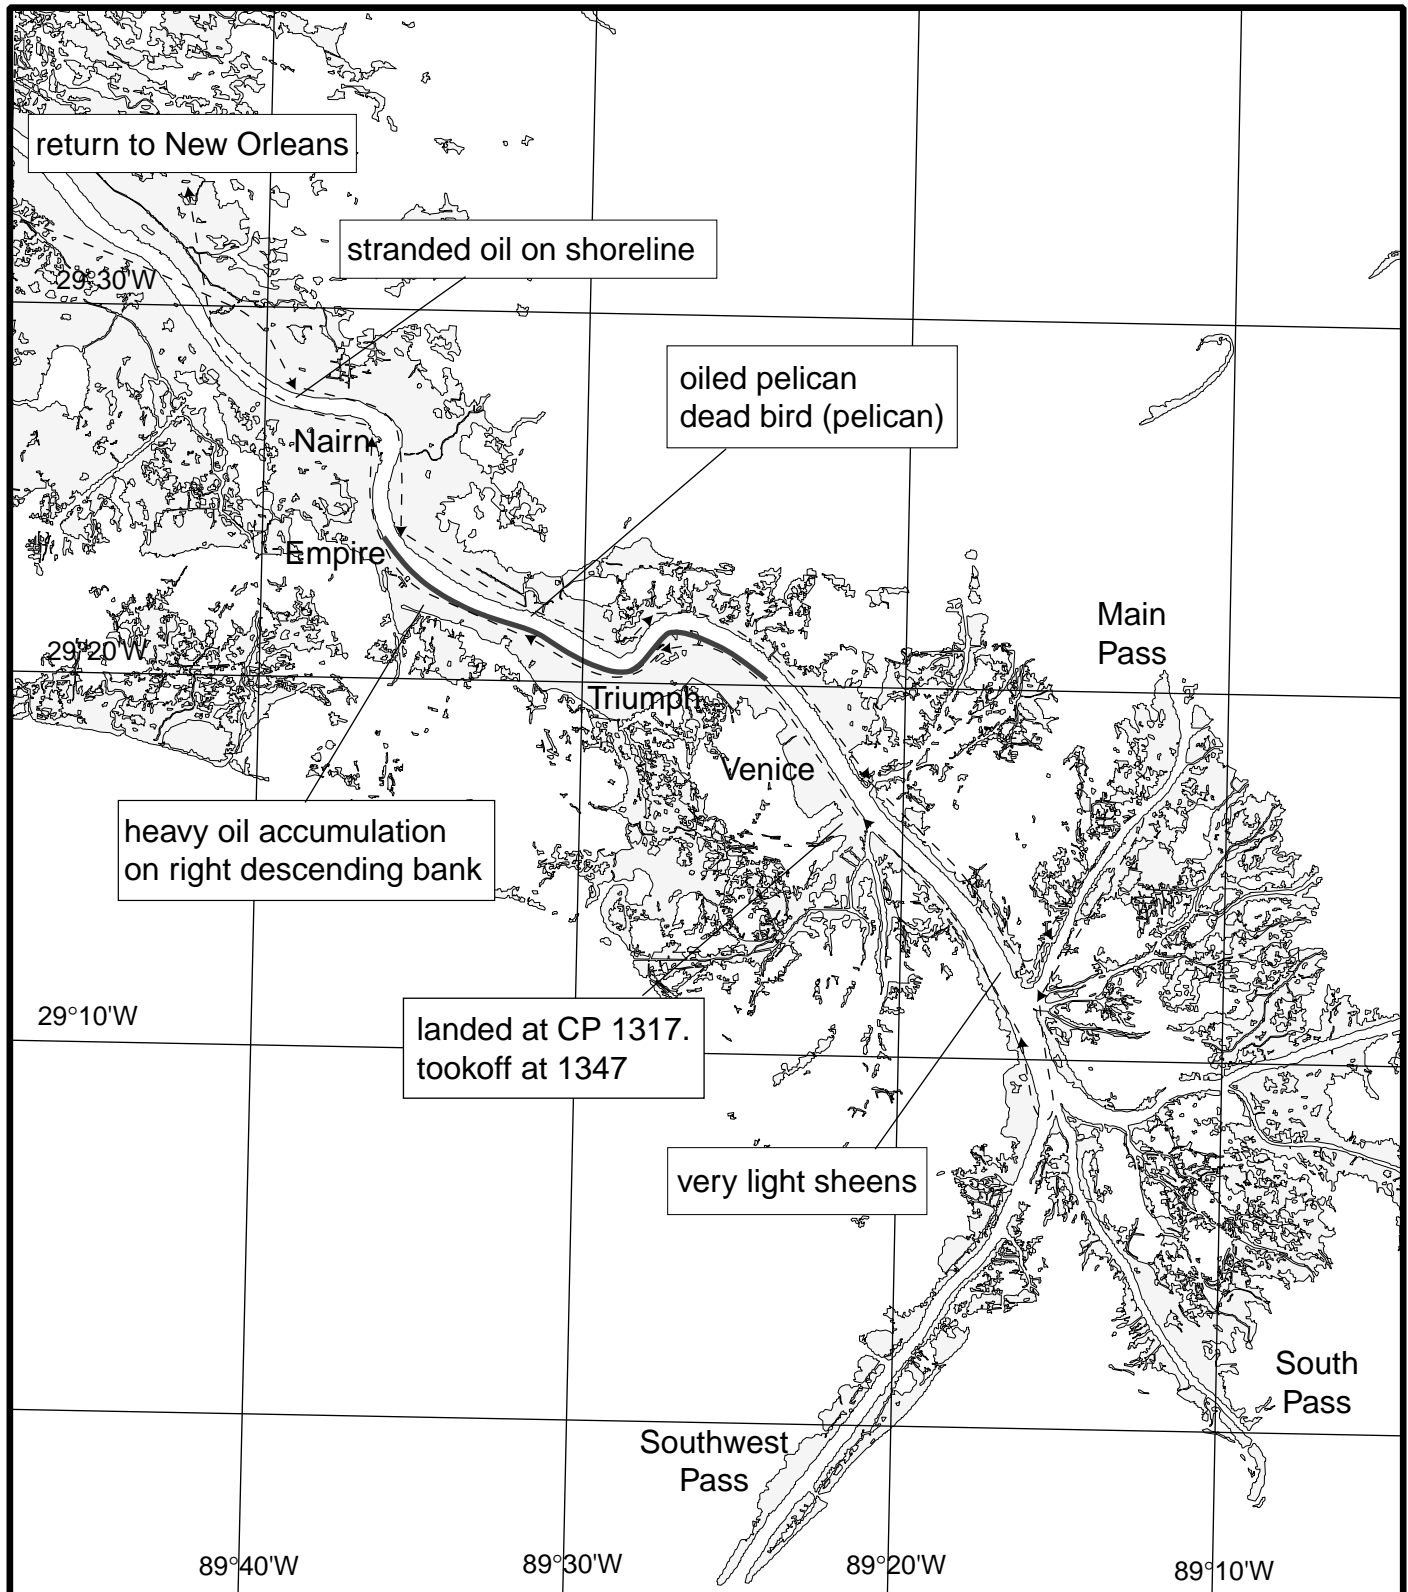 return to New Orleans
stranded oil on shoreline
29°30'W
oiled pelican
dead bird (pelican)
Nairn
Empire
Main
Pass
29°20'W
Triumph
Venice
heavy oil accumulation
on right descending bank
29°10'W
landed at CP 1317.
tookoff at 1347
very light sheens
South
Pass
Southwest
Pass
89°40'W
89°30'W
89°20'W
89°10'W